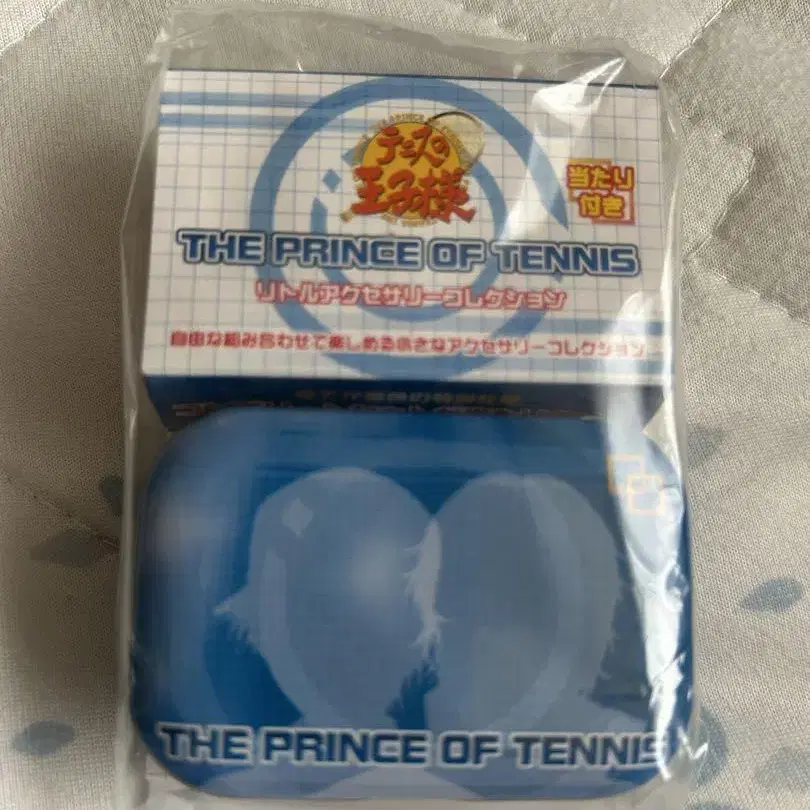 テニスの
王子様
当たり
付き
THE PRINCE OF TENNIS
リトルアクセサリーコレクション
自由な組み合わせで楽しめる小さなアクセサリーコレクション
THE PRINCE OF TENNIS